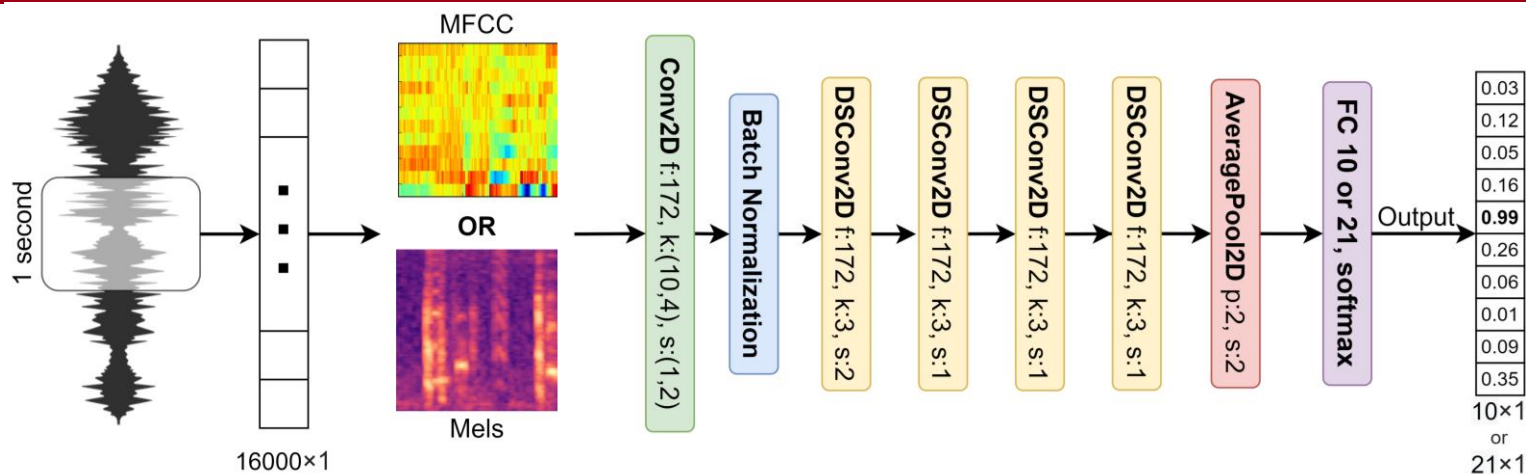 1 second
16000×1
MFCC
OR
Mels
Conv2D f:172, k:(10,4), s:(1,2)
Batch Normalization
DSConv2D f:172, k:3, s:2
DSConv2D f:172, k:3, s:1
DSConv2D f:172, k:3, s:1
DSConv2D f:172, k:3, s:1
AveragePool2D p:2, s:2
FC 10 or 21, softmax
Output
0.03
0.12
0.05
0.16
0.99
0.26
0.06
0.01
0.09
0.35
10×1
or
21×1